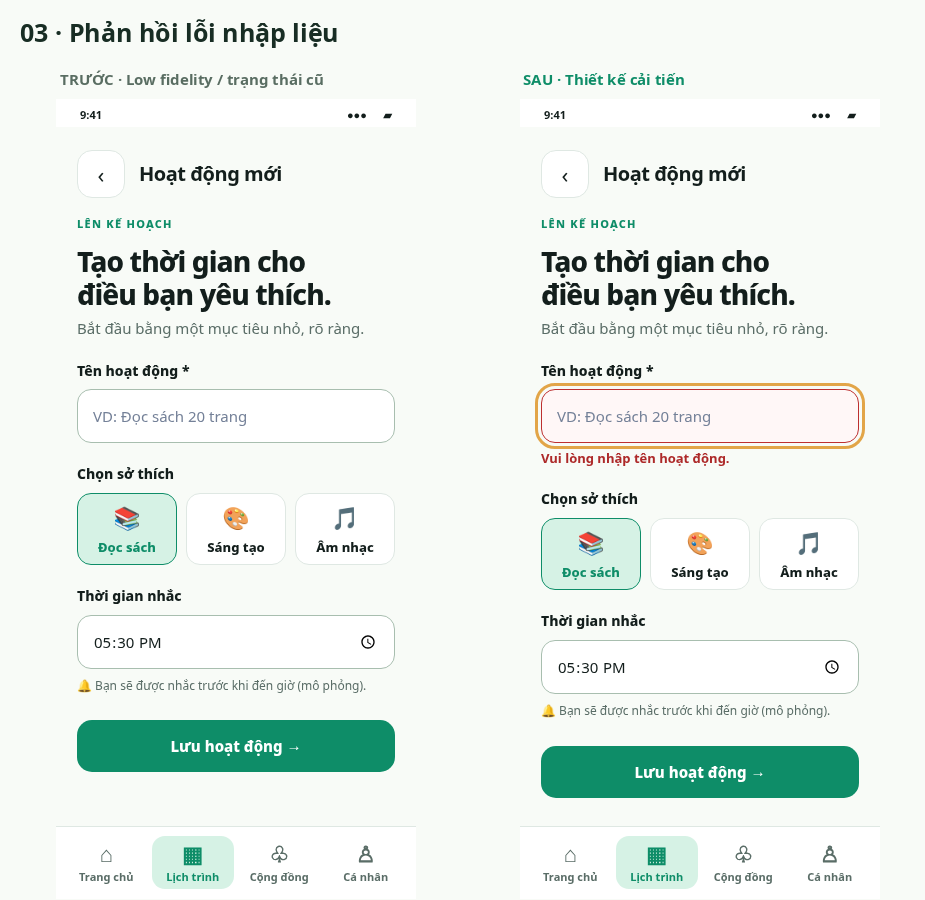 03 · Phản hồi lỗi nhập liệu
TRƯỚC · Low fidelity / trạng thái cũ
9:41
‹ Hoạt động mới
LÊN KẾ HOẠCH
Tạo thời gian cho
điều bạn yêu thích.
Bắt đầu bằng một mục tiêu nhỏ, rõ ràng.
Tên hoạt động *
VD: Đọc sách 20 trang
Chọn sở thích
Đọc sách Sáng tạo Âm nhạc
Thời gian nhắc
05:30 PM
🔔 Bạn sẽ được nhắc trước khi đến giờ (mô phỏng).
Lưu hoạt động →
Trang chủ Lịch trình Cộng đồng Cá nhân
SAU · Thiết kế cải tiến
9:41
‹ Hoạt động mới
LÊN KẾ HOẠCH
Tạo thời gian cho
điều bạn yêu thích.
Bắt đầu bằng một mục tiêu nhỏ, rõ ràng.
Tên hoạt động *
VD: Đọc sách 20 trang
Vui lòng nhập tên hoạt động.
Chọn sở thích
Đọc sách Sáng tạo Âm nhạc
Thời gian nhắc
05:30 PM
🔔 Bạn sẽ được nhắc trước khi đến giờ (mô phỏng).
Lưu hoạt động →
Trang chủ Lịch trình Cộng đồng Cá nhân